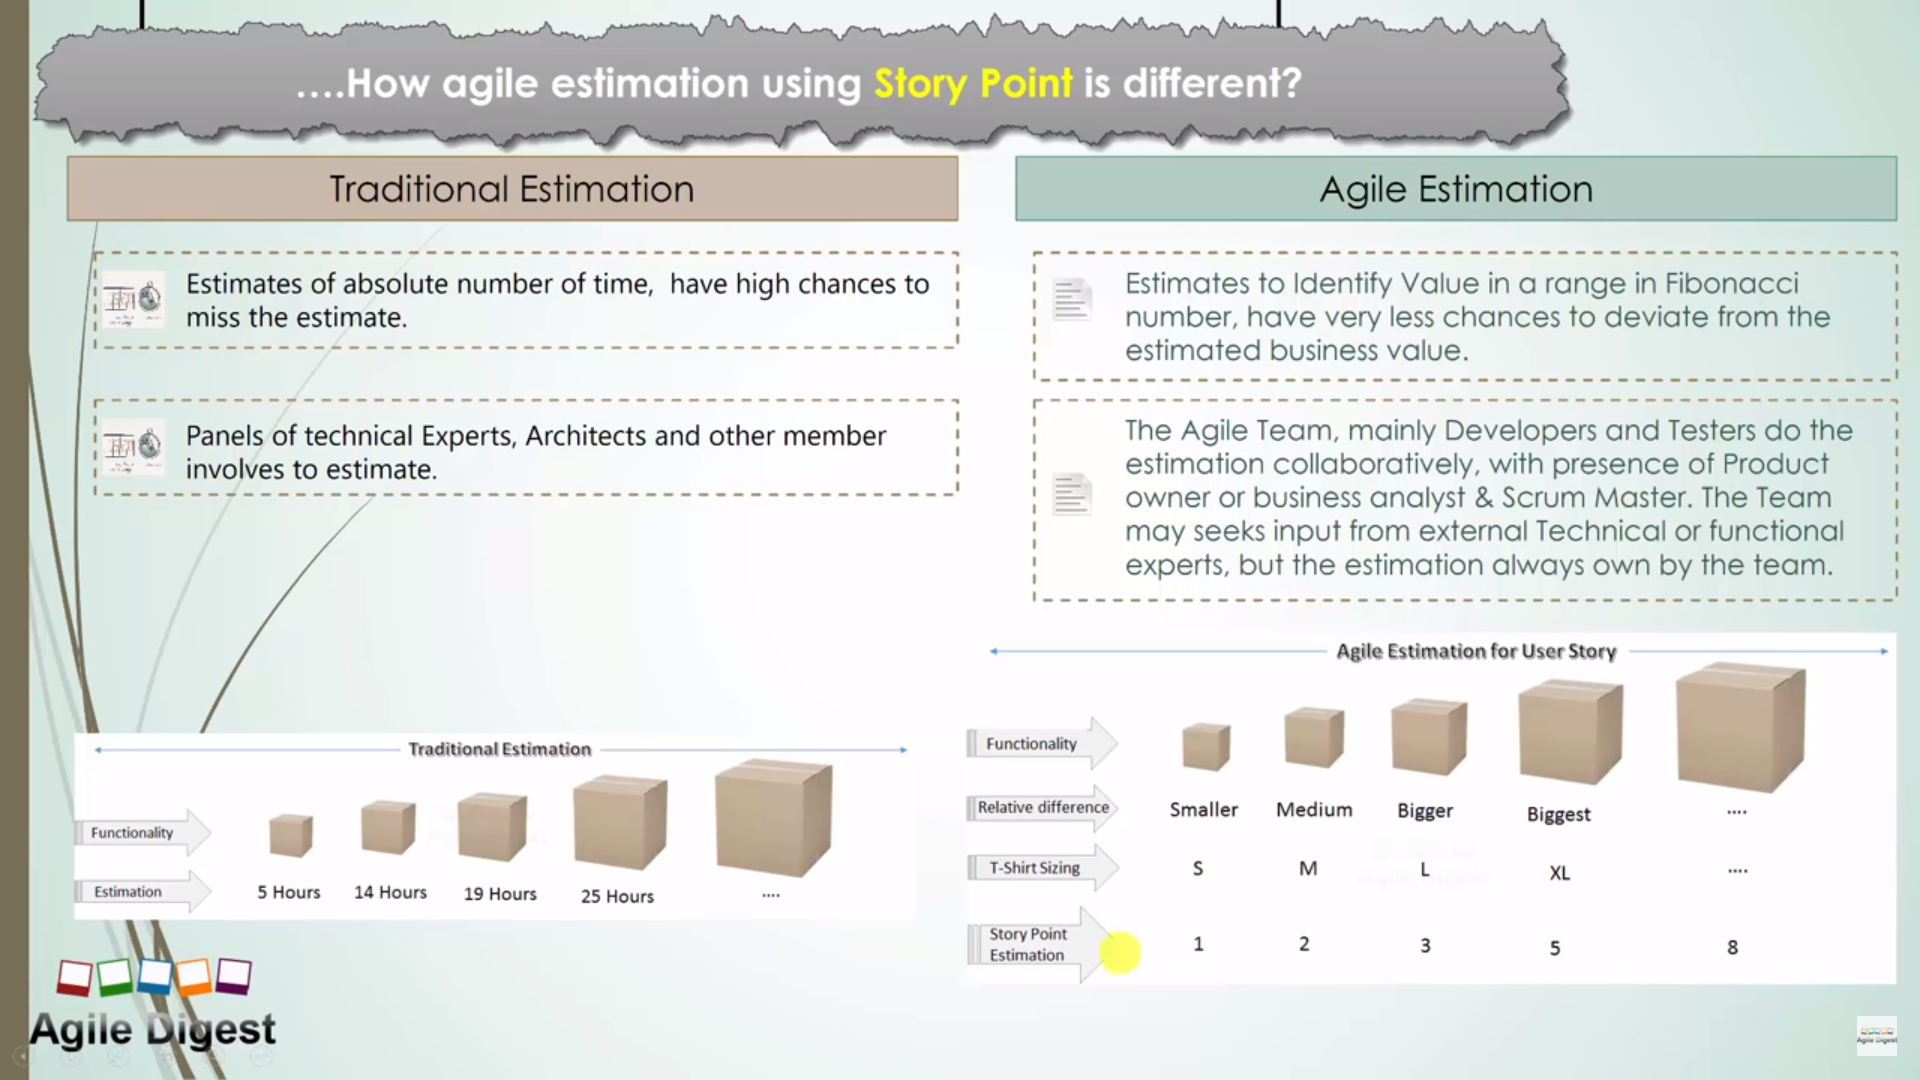 ....How agile estimation using Story Point is different?
Traditional Estimation
Estimates of absolute number of time, have high chances to
miss the estimate.
Panels of technical Experts, Architects and other member
involves to estimate.
Traditional Estimation
Functionality
Estimation
5 Hours 14 Hours 19 Hours 25 Hours ....
Agile Estimation
Estimates to Identify Value in a range in Fibonacci
number, have very less chances to deviate from the
estimated business value.
The Agile Team, mainly Developers and Testers do the
estimation collaboratively, with presence of Product
owner or business analyst & Scrum Master. The Team
may seeks input from external Technical or functional
experts, but the estimation always own by the team.
Agile Estimation for User Story
Functionality
Relative difference Smaller Medium Bigger Biggest ....
T-Shirt Sizing S M L XL ....
Story Point
Estimation
1 2 3 5 8
Agile Digest
Agile Digest